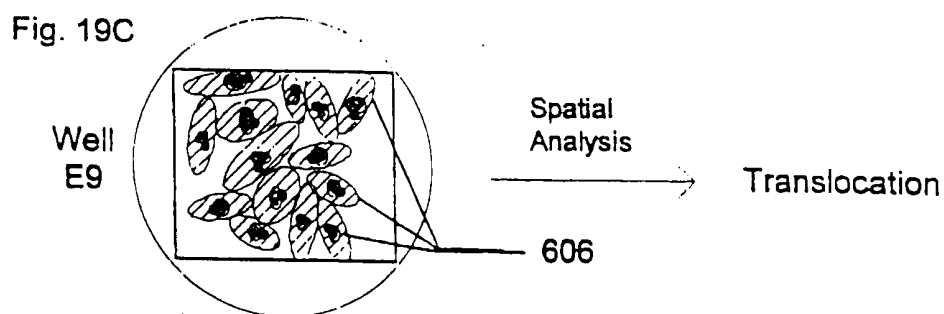 Fig. 19C
Well
E9
Spatial
Analysis
Translocation
606